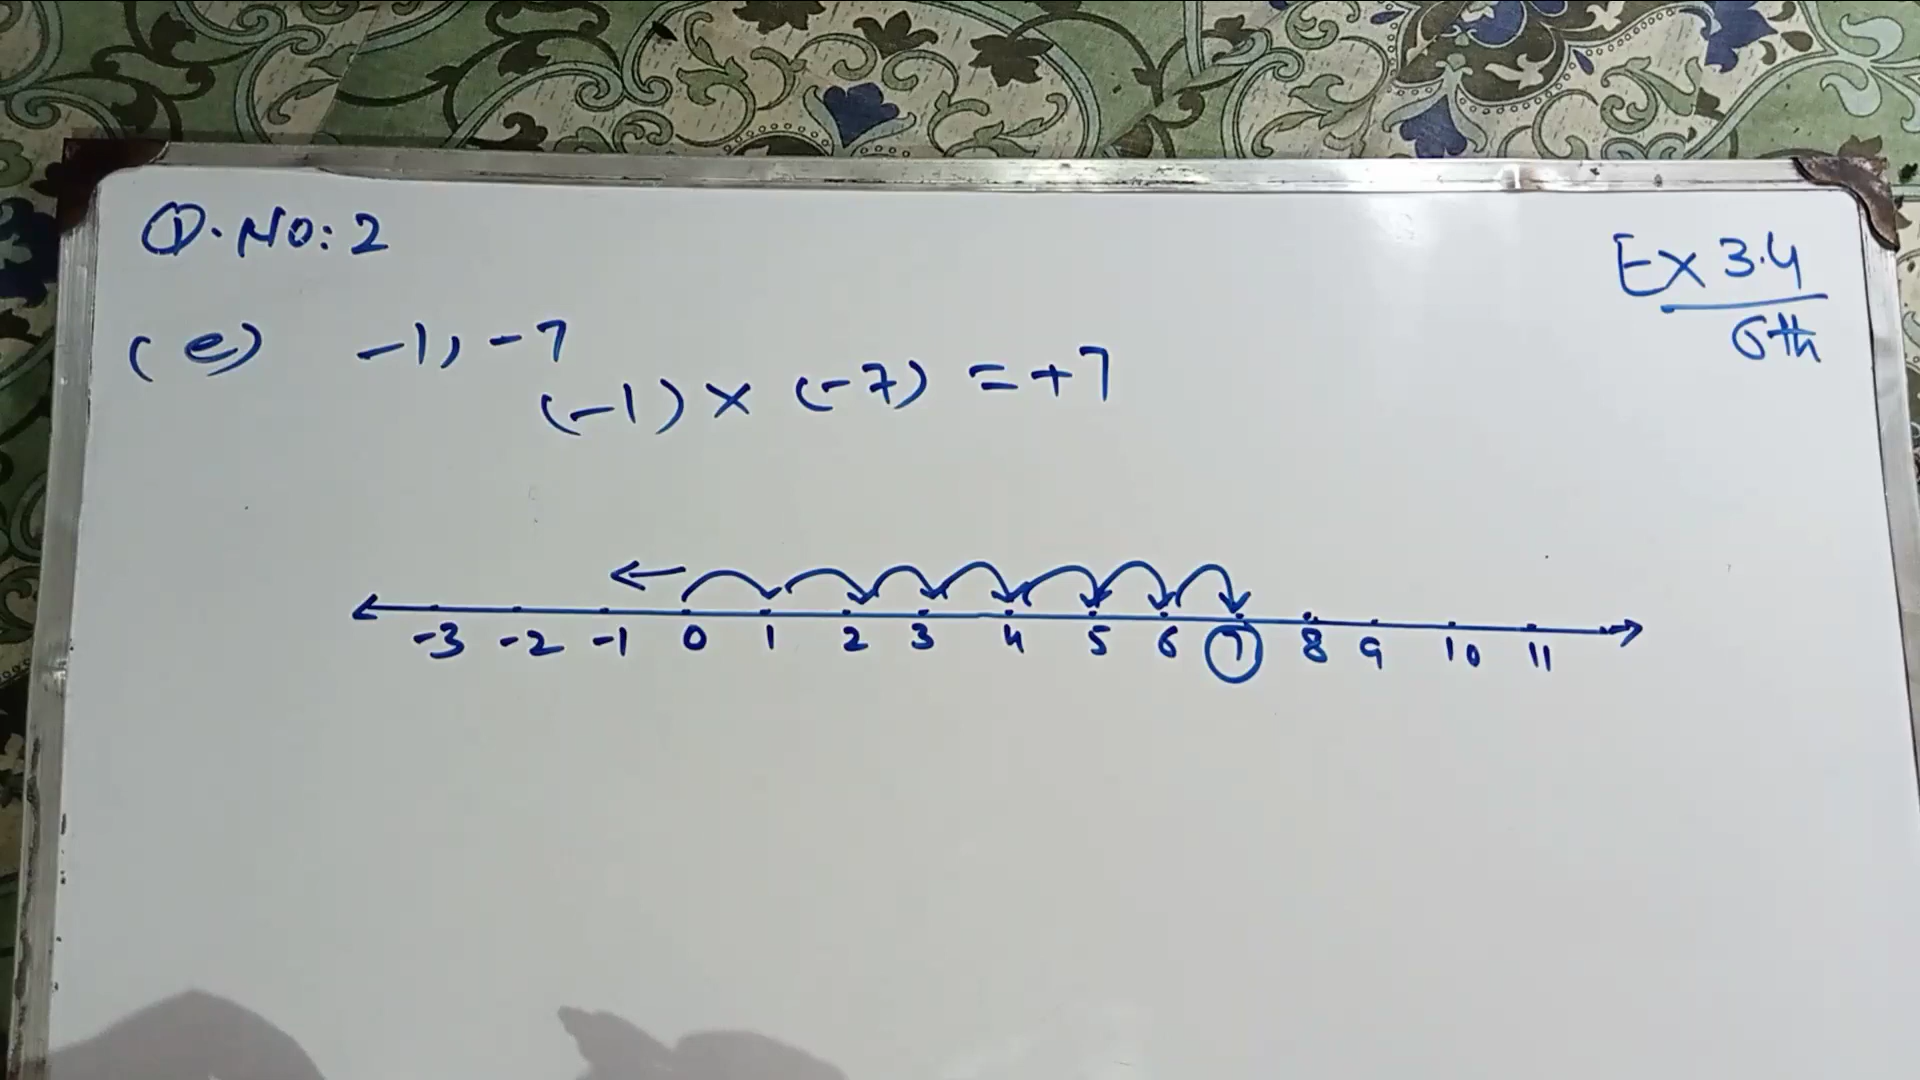 Q.NO:2
Ex 3.4
6th
(e) -1, -7
(-1) × (-7) = +7
-3 -2 -1 0 1 2 3 4 5 6 7 8 9 10 11